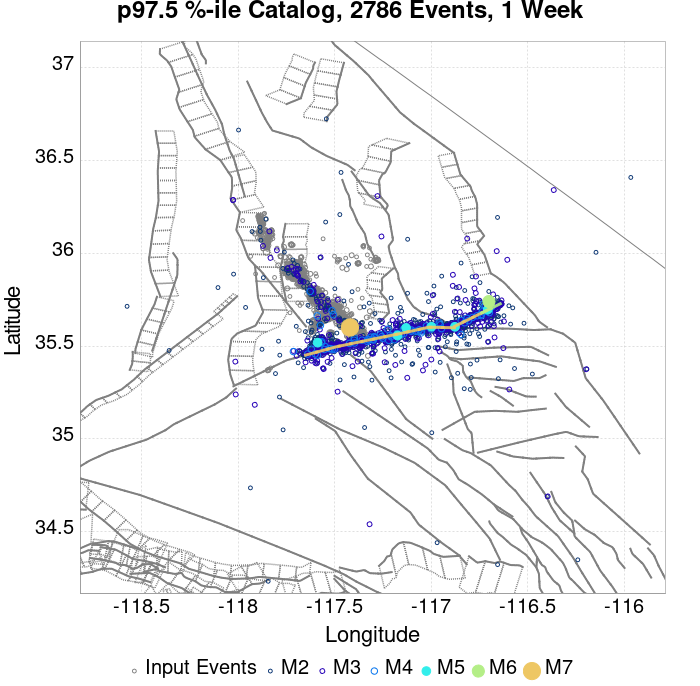 p97.5 %-ile Catalog, 2786 Events, 1 Week
37
36.5
36
35.5
35
34.5
Latitude
-118.5 -118 -117.5 -117 -116.5 -116
Longitude
Input Events M2 M3 M4 M5 M6 M7